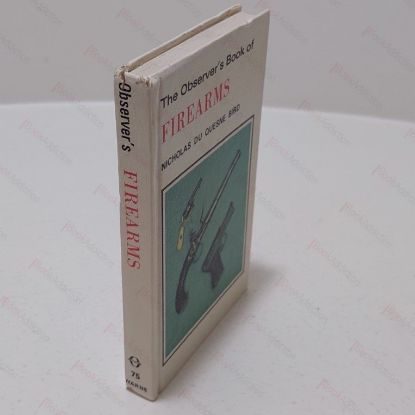 The Observer's Book of
FIREARMS
NICHOLAS DU QUESNE BIRD
Observer's
FIREARMS
75
WARNE